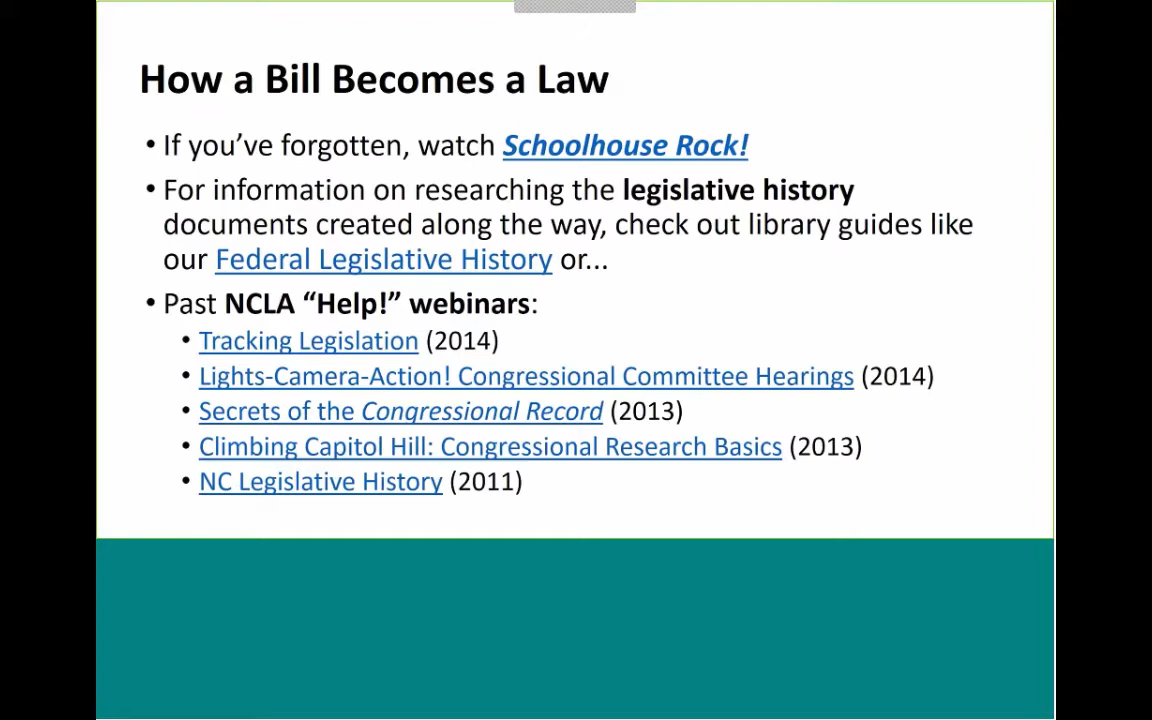 How a Bill Becomes a Law
• If you’ve forgotten, watch Schoolhouse Rock!
• For information on researching the legislative history
documents created along the way, check out library guides like
our Federal Legislative History or...
• Past NCLA “Help!” webinars:
• Tracking Legislation (2014)
• Lights-Camera-Action! Congressional Committee Hearings (2014)
• Secrets of the Congressional Record (2013)
• Climbing Capitol Hill: Congressional Research Basics (2013)
• NC Legislative History (2011)